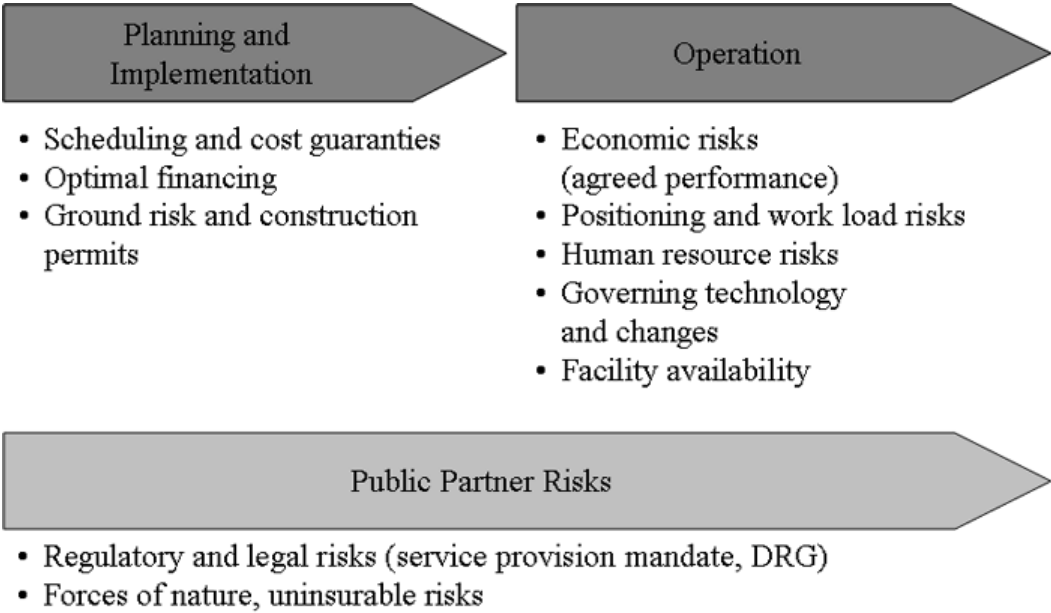 Planning and
Implementation
• Scheduling and cost guaranties
• Optimal financing
• Ground risk and construction
permits
Operation
• Economic risks
(agreed performance)
• Positioning and work load risks
• Human resource risks
• Governing technology
and changes
• Facility availability
Public Partner Risks
• Regulatory and legal risks (service provision mandate, DRG)
• Forces of nature, uninsurable risks